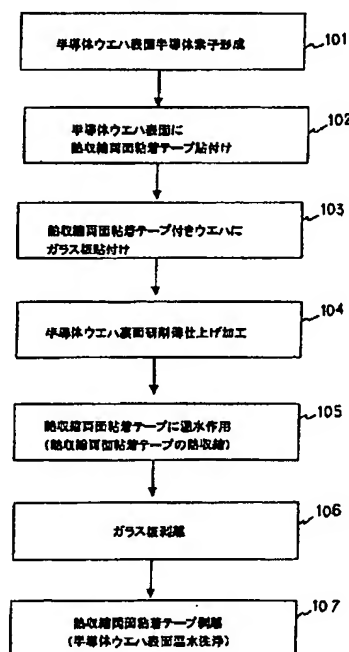 半導体ウエハ表面半導体素子形成
101
半導体ウエハ表面に
熱収縮両面粘着テープ貼付け
102
熱収縮両面粘着テープ付きウエハに
ガラス板貼付け
103
半導体ウエハ裏面研削薄仕上げ加工
104
熱収縮両面粘着テープに温水作用
(熱収縮両面粘着テープの熱収縮)
105
ガラス板剥離
106
熱収縮両面粘着テープ剥離
(半導体ウエハ表面温水洗浄)
107